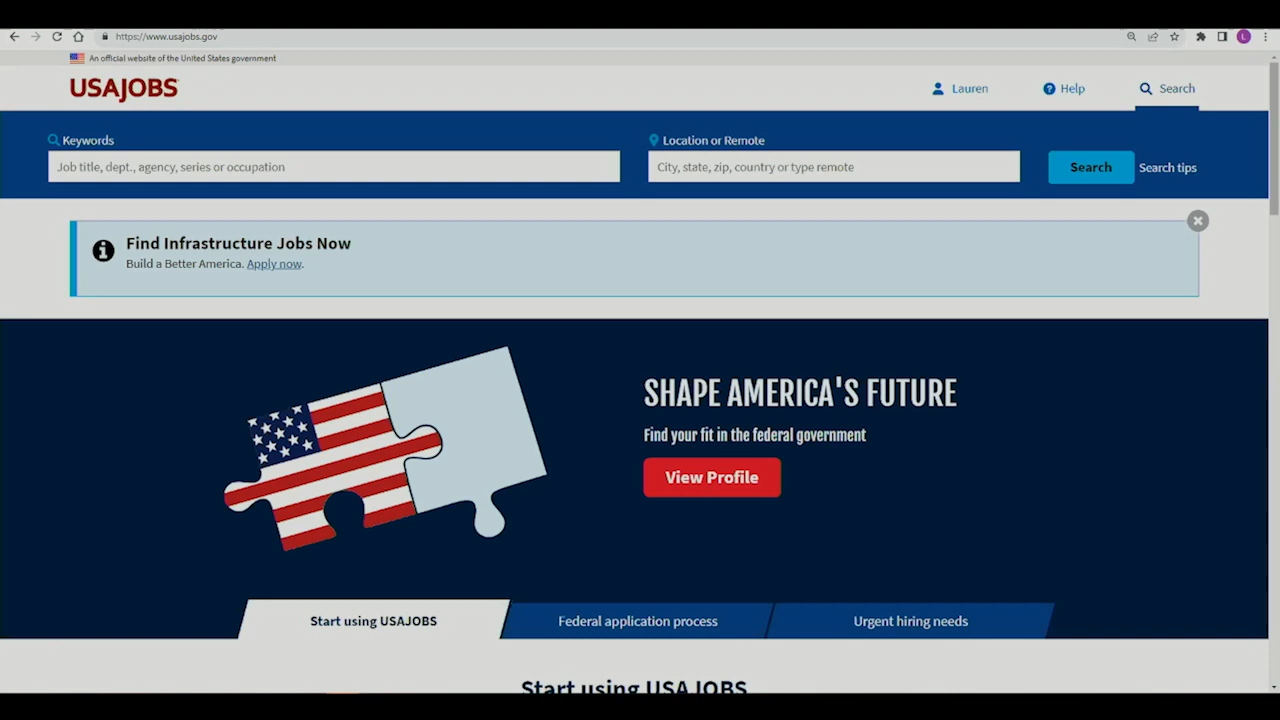 https://www.usajobs.gov
L
An official website of the United States government
USAJOBS
Lauren
Help
Search
Keywords
Location or Remote
Job title, dept., agency, series or occupation
City, state, zip, country or type remote
Search
Search tips
Find Infrastructure Jobs Now
Build a Better America. Apply now.
SHAPE AMERICA'S FUTURE
Find your fit in the federal government
View Profile
Start using USAJOBS
Federal application process
Urgent hiring needs
Start using USAJOBS